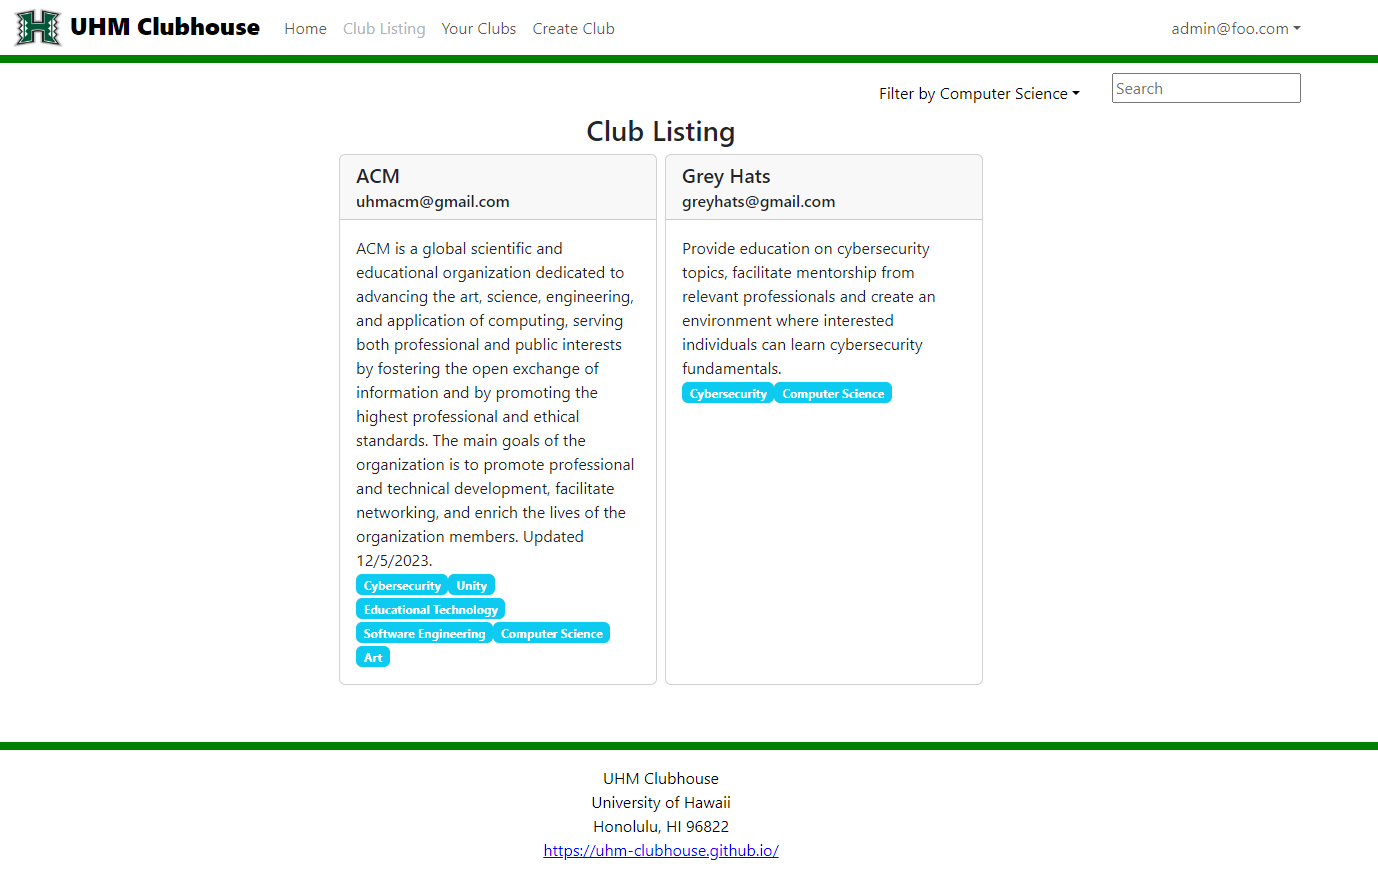 UHM Clubhouse
Home
Club Listing
Your Clubs
Create Club
admin@foo.com
Filter by Computer Science
Search
Club Listing
ACM
uhmacm@gmail.com
ACM is a global scientific and
educational organization dedicated to
advancing the art, science, engineering,
and application of computing, serving
both professional and public interests
by fostering the open exchange of
information and by promoting the
highest professional and ethical
standards. The main goals of the
organization is to promote professional
and technical development, facilitate
networking, and enrich the lives of the
organization members. Updated
12/5/2023.
Cybersecurity Unity
Educational Technology
Software Engineering Computer Science
Art
Grey Hats
greyhats@gmail.com
Provide education on cybersecurity
topics, facilitate mentorship from
relevant professionals and create an
environment where interested
individuals can learn cybersecurity
fundamentals.
Cybersecurity Computer Science
UHM Clubhouse
University of Hawaii
Honolulu, HI 96822
https://uhm-clubhouse.github.io/